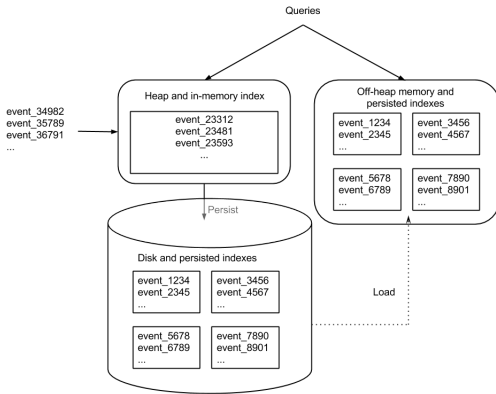 Queries
Heap and in-memory index
event_23312
event_23481
event_23593
...
Off-heap memory and
persisted indexes
event_1234
event_2345
...
event_3456
event_4567
...
event_5678
event_6789
...
event_7890
event_8901
...
event_34982
event_35789
event_36791
...
Persist
Disk and persisted indexes
event_1234
event_2345
...
event_3456
event_4567
...
event_5678
event_6789
...
event_7890
event_8901
...
Load